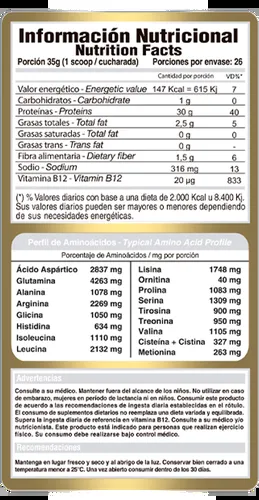 Información Nutricional
Nutrition Facts
Porción 35g (1 scoop / cucharada) Porciones por envase: 26
Cantidad por porción VD%*
Valor energético - Energetic value 147 Kcal = 615 Kj 7
Carbohidratos - Carbohidrate 1 g 0
Proteínas - Proteins 30 g 40
Grasas totales - Total fat 2,5 g 5
Grasas saturadas - Total fat 0 g 0
Grasas trans - Trans fat 0 g -
Fibra alimentaria - Dietary fiber 1,5 g 6
Sodio - Sodium 316 mg 13
Vitamina B12 - Vitamin B12 20 µg 833
(*) % Valores diarios con base a una dieta de 2.000 Kcal u 8.400 Kj.
Sus valores diarios pueden ser mayores o menores dependiendo
de sus necesidades energéticas.
Perfil de Aminoácidos - Typical Amino Acid Profile
Porcentaje de Aminoácidos / mg por porción
Ácido Aspártico 2837 mg
Glutamina 4263 mg
Alanina 1078 mg
Arginina 2269 mg
Glicina 1050 mg
Histidina 634 mg
Isoleucina 1110 mg
Leucina 2132 mg
Lisina 1748 mg
Ornitina 40 mg
Prolina 1083 mg
Serina 1309 mg
Tirosina 900 mg
Treonina 950 mg
Valina 1105 mg
Cisteína + Cistina 327 mg
Metionina 263 mg
Advertencias
Consulte a su médico. Mantener fuera del alcance de los niños. No utilizar en caso
de embarazo, mujeres en período de lactancia ni en niños. Consumir este producto
de acuerdo a las recomendaciones de ingesta diaria establecidas en el rótulo.
El consumo de suplementos dietarios no reemplaza una dieta variada y equilibrada.
Supera la ingesta diaria de referencia en vitamina B12. Consulte a su médico y/o
nutricionista. Este producto está indicado para personas que realizan ejercicio
físico. Su consumo debe realizarse bajo control médico.
Recomendaciones
Mantenga en lugar fresco y seco y al abrigo de la luz. Conservar bien cerrado a una
temperatura menor a 25°C. Una vez abierto consumir dentro de los 30 días.